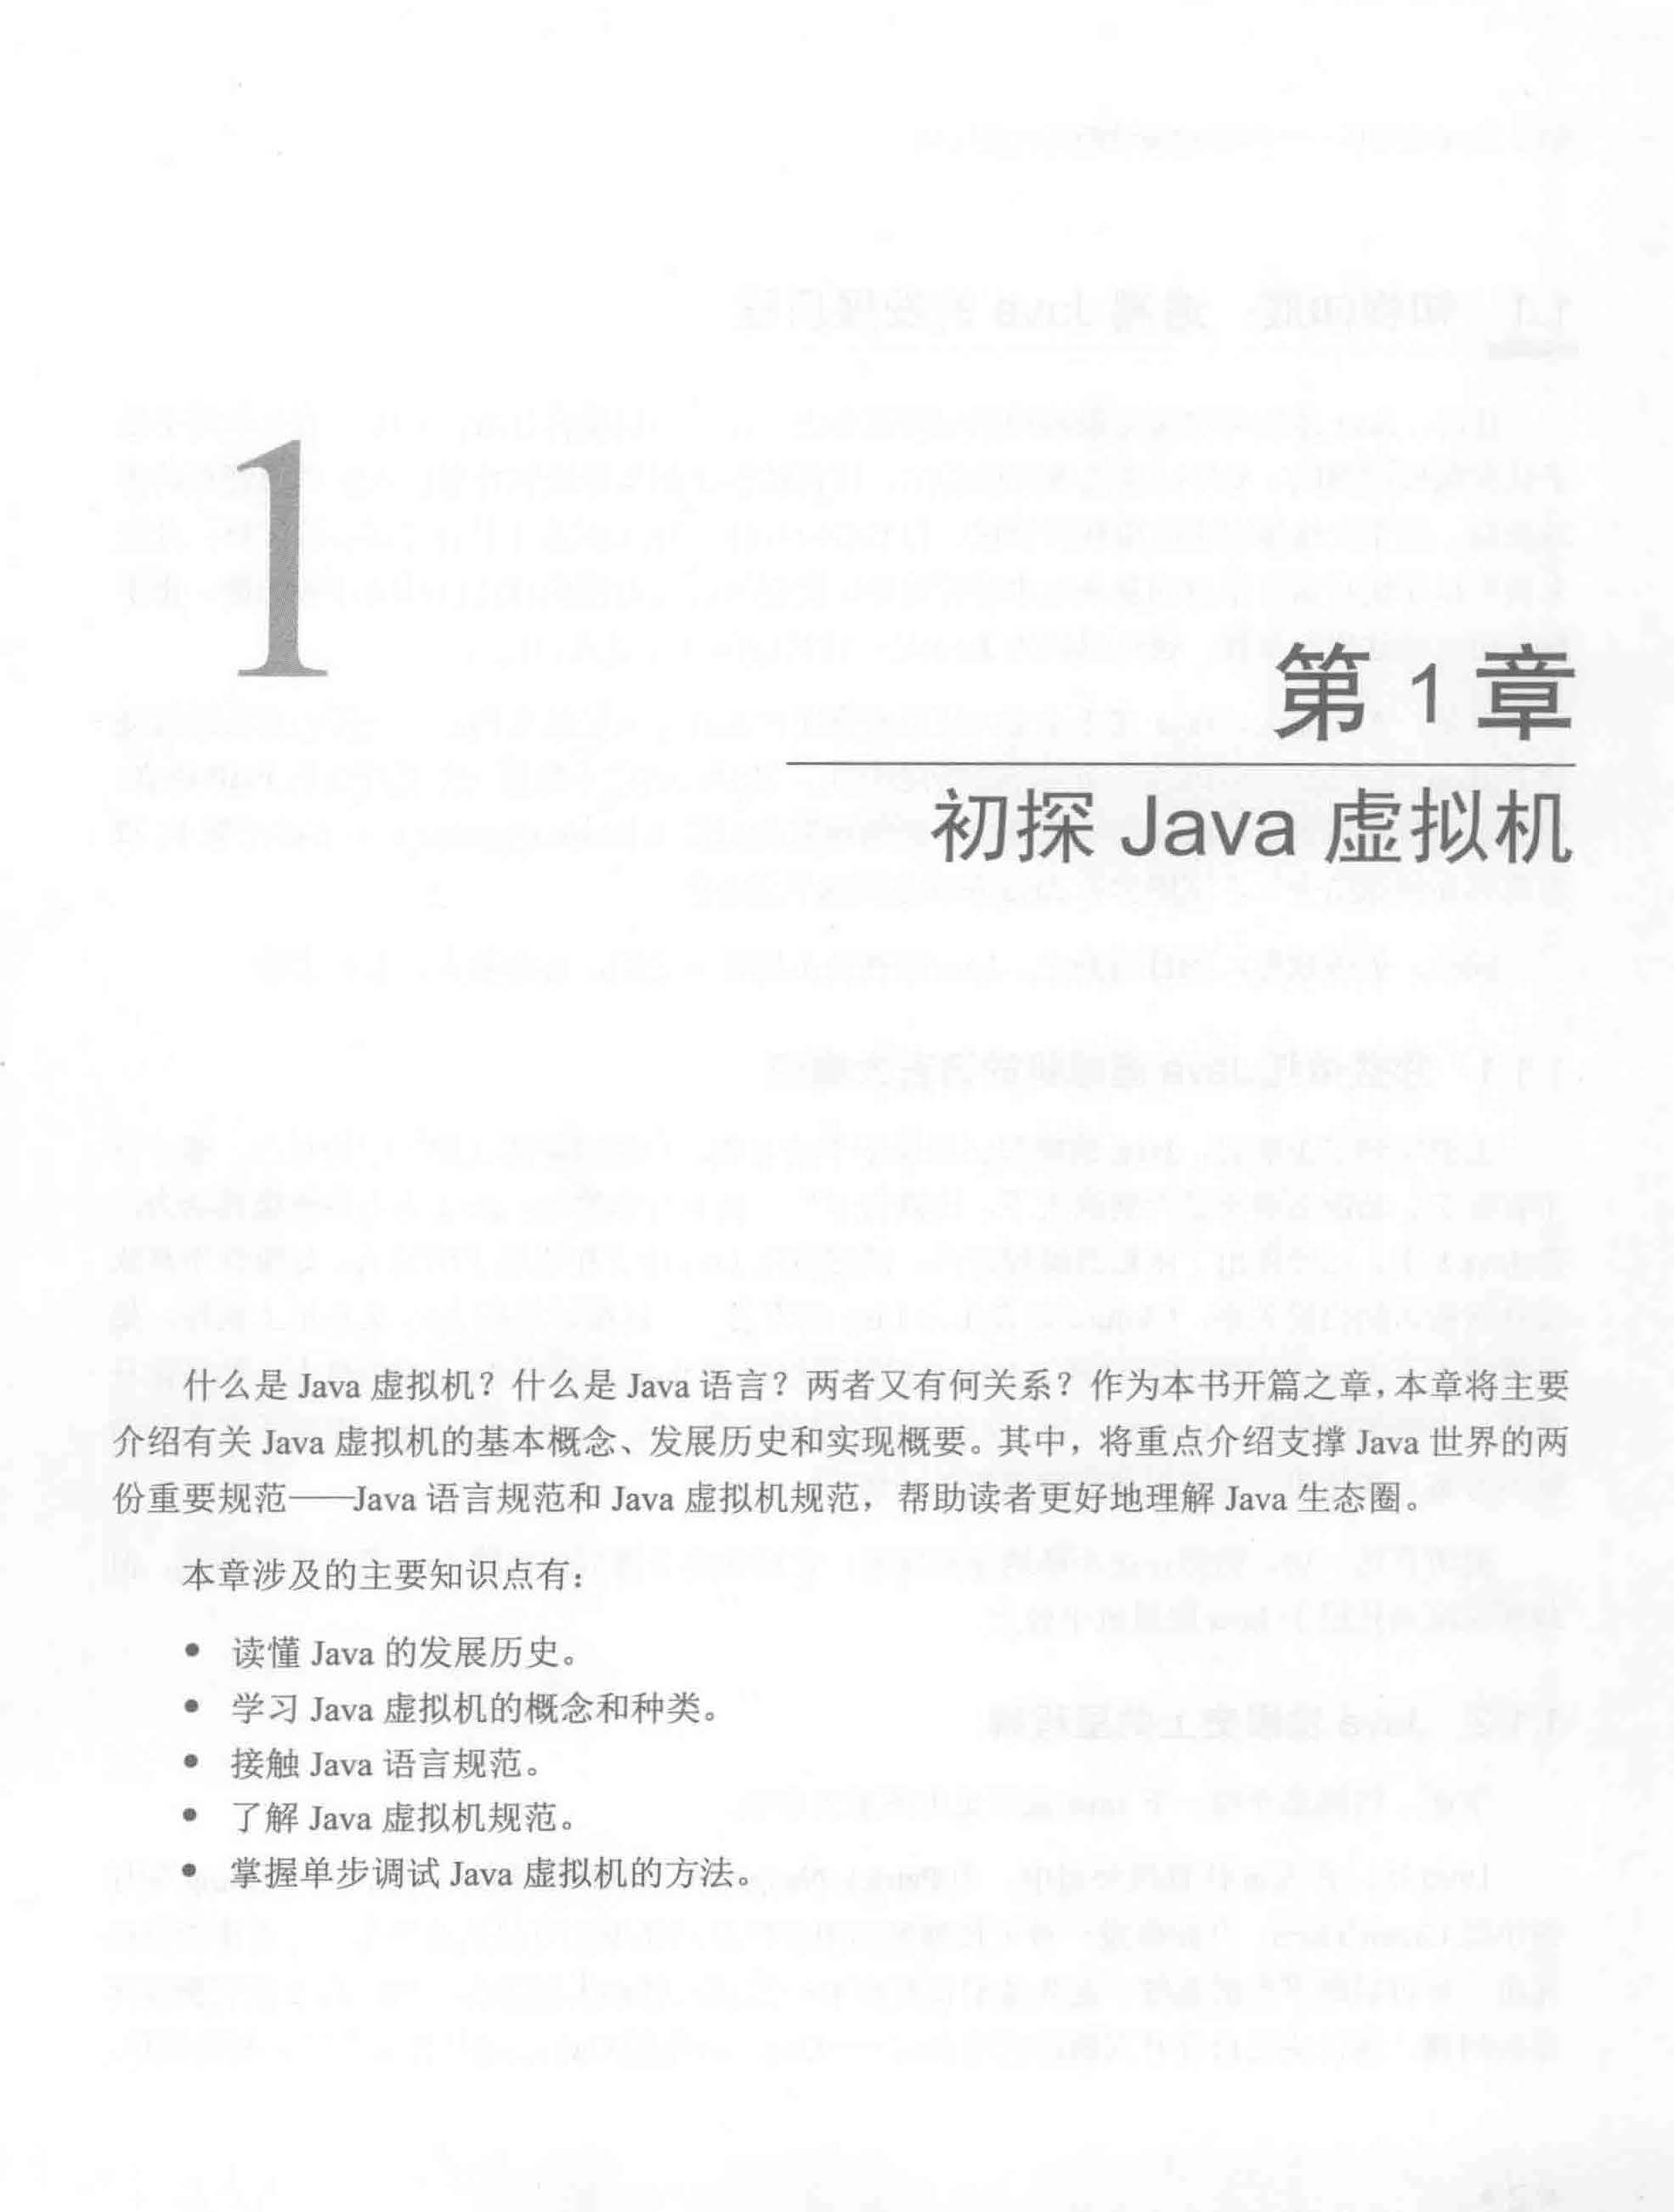 1
第 1 章
初探 Java 虚拟机
什么是 Java 虚拟机？什么是 Java 语言？两者又有何关系？作为本书开篇之章，本章将主要
介绍有关 Java 虚拟机的基本概念、发展历史和实现概要。其中，将重点介绍支撑 Java 世界的两
份重要规范——Java 语言规范和 Java 虚拟机规范，帮助读者更好地理解 Java 生态圈。
本章涉及的主要知识点有：
● 读懂 Java 的发展历史。
● 学习 Java 虚拟机的概念和种类。
● 接触 Java 语言规范。
● 了解 Java 虚拟机规范。
● 掌握单步调试 Java 虚拟机的方法。